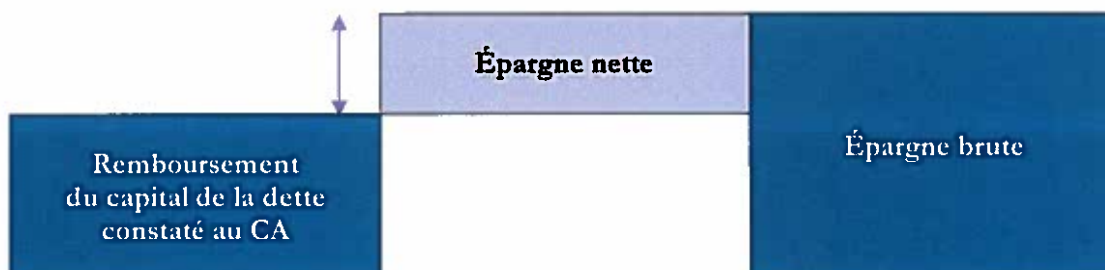 Épargne nette
Remboursement
du capital de la dette
constaté au CA
Épargne brute